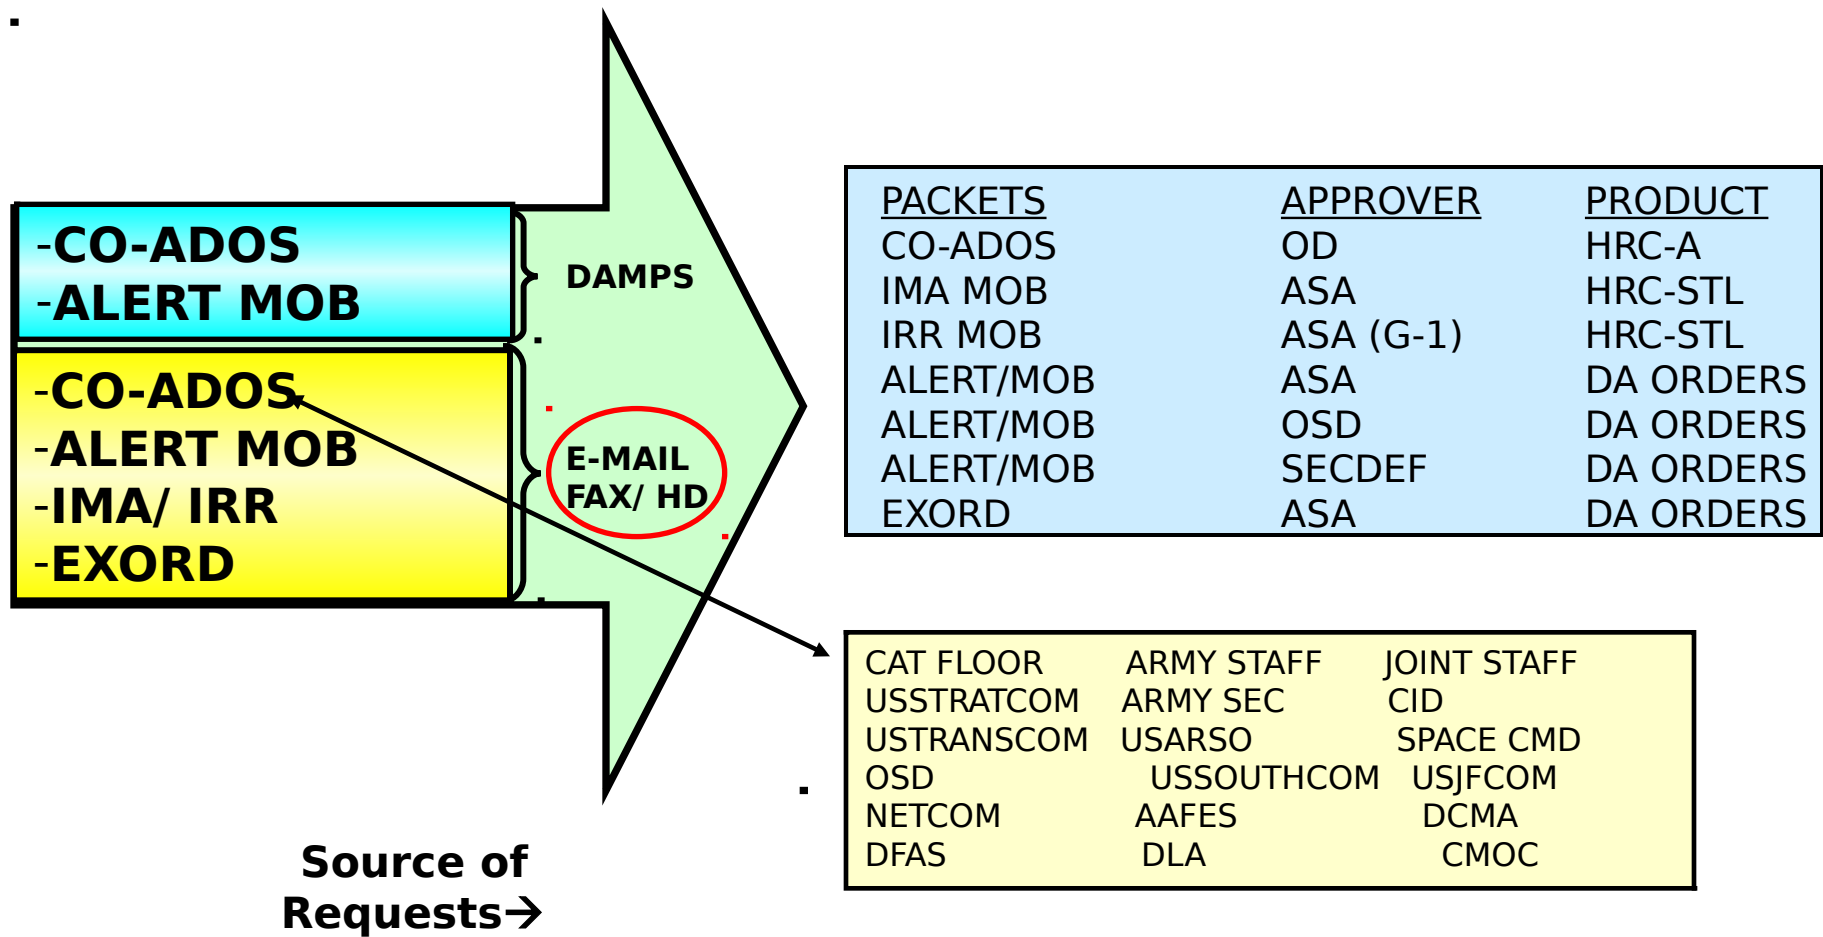 -CO-ADOS
-ALERT MOB
DAMPS
-CO-ADOS
-ALERT MOB
-IMA/ IRR
-EXORD
E-MAIL
FAX/ HD
PACKETS APPROVER PRODUCT
CO-ADOS OD HRC-A
IMA MOB ASA HRC-STL
IRR MOB ASA (G-1) HRC-STL
ALERT/MOB ASA DA ORDERS
ALERT/MOB OSD DA ORDERS
ALERT/MOB SECDEF DA ORDERS
EXORD ASA DA ORDERS
CAT FLOOR ARMY STAFF JOINT STAFF
USSTRATCOM ARMY SEC CID
USTRANSCOM USARSO SPACE CMD
OSD USSOUTHCOM USJFCOM
NETCOM AAFES DCMA
DFAS DLA CMOC
Source of
Requests→